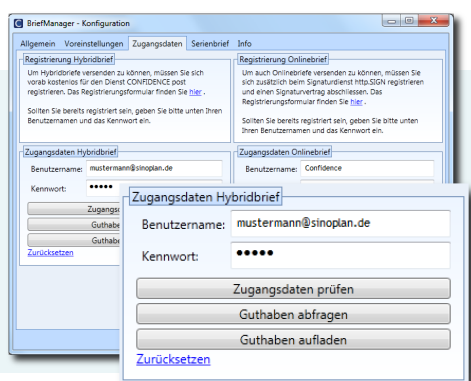 BriefManager - Konfiguration
Allgemein Voreinstellungen Zugangsdaten Serienbrief Info
Registrierung Hybridbrief
Um Hybridbriefe versenden zu können, müssen Sie sich
vorab kostenlos für den Dienst CONFIDENCE post
registrieren. Das Registrierungsformular finden Sie hier .
Sollten Sie bereits registriert sein, geben Sie bitte unten Ihren
Benutzernamen und das Kennwort ein.
Registrierung Onlinebrief
Um auch Onlinebriefe versenden zu können, müssen Sie
sich zusätzlich beim Signaturdienst http.SIGN registrieren
und einen Signaturvertrag abschliessen. Das
Registrierungsformular finden Sie hier .
Sollten Sie bereits registriert sein, geben Sie bitte unten
Ihren Benutzernamen und das Kennwort ein.
Zugangsdaten Hybridbrief
Benutzername: mustermann@sinoplan.de
Kennwort: •••••
Zugangs
Guthabe
Guthabe
Zurücksetzen
Zugangsdaten Onlinebrief
Benutzername: Confidence
Zugangsdaten Hybridbrief
Benutzername: mustermann@sinoplan.de
Kennwort: •••••
Zugangsdaten prüfen
Guthaben abfragen
Guthaben aufladen
Zurücksetzen